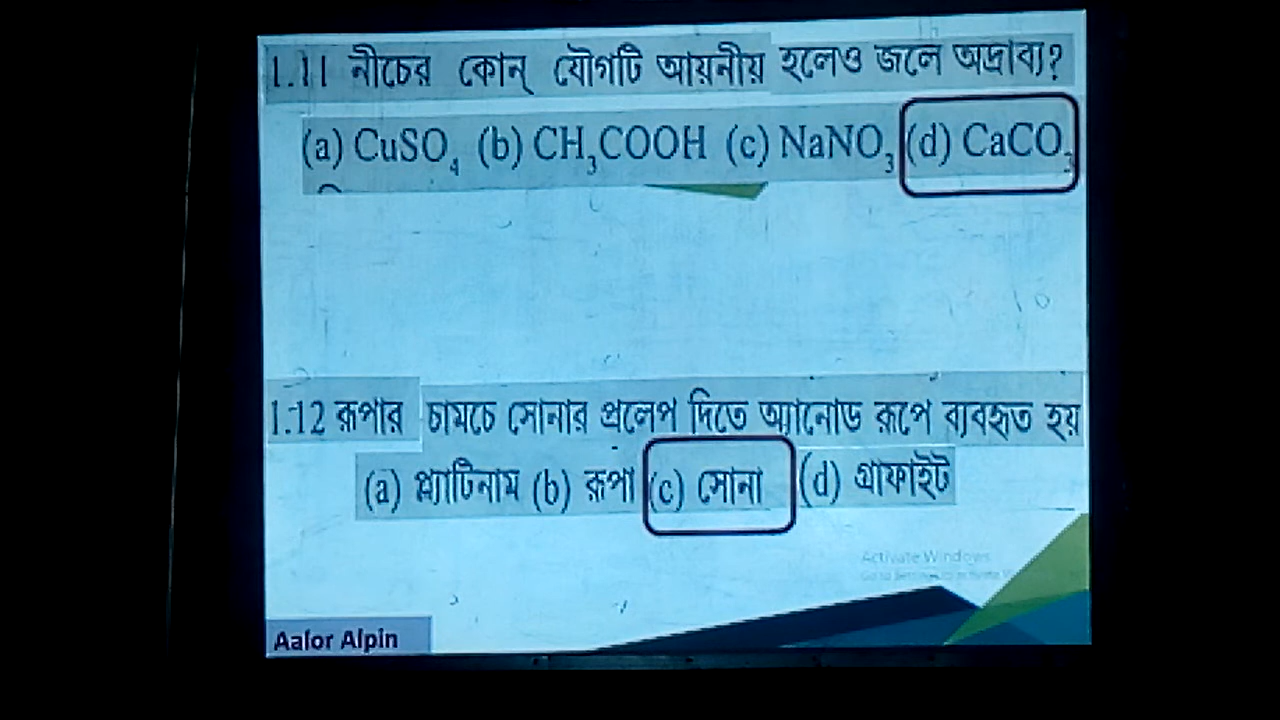 1.11 নীচের কোন্ যৌগটি আয়নীয় হলেও জলে অদ্রাব্য?
(a) CuSO₄ (b) CH₃COOH (c) NaNO₃ (d) CaCO₃
1.12 রূপার চামচে সোনার প্রলেপ দিতে অ্যানোড রূপে ব্যবহৃত হয়
(a) প্ল্যাটিনাম (b) রূপা (c) সোনা (d) গ্রাফাইট
Activate Windows
Aalor Alpin